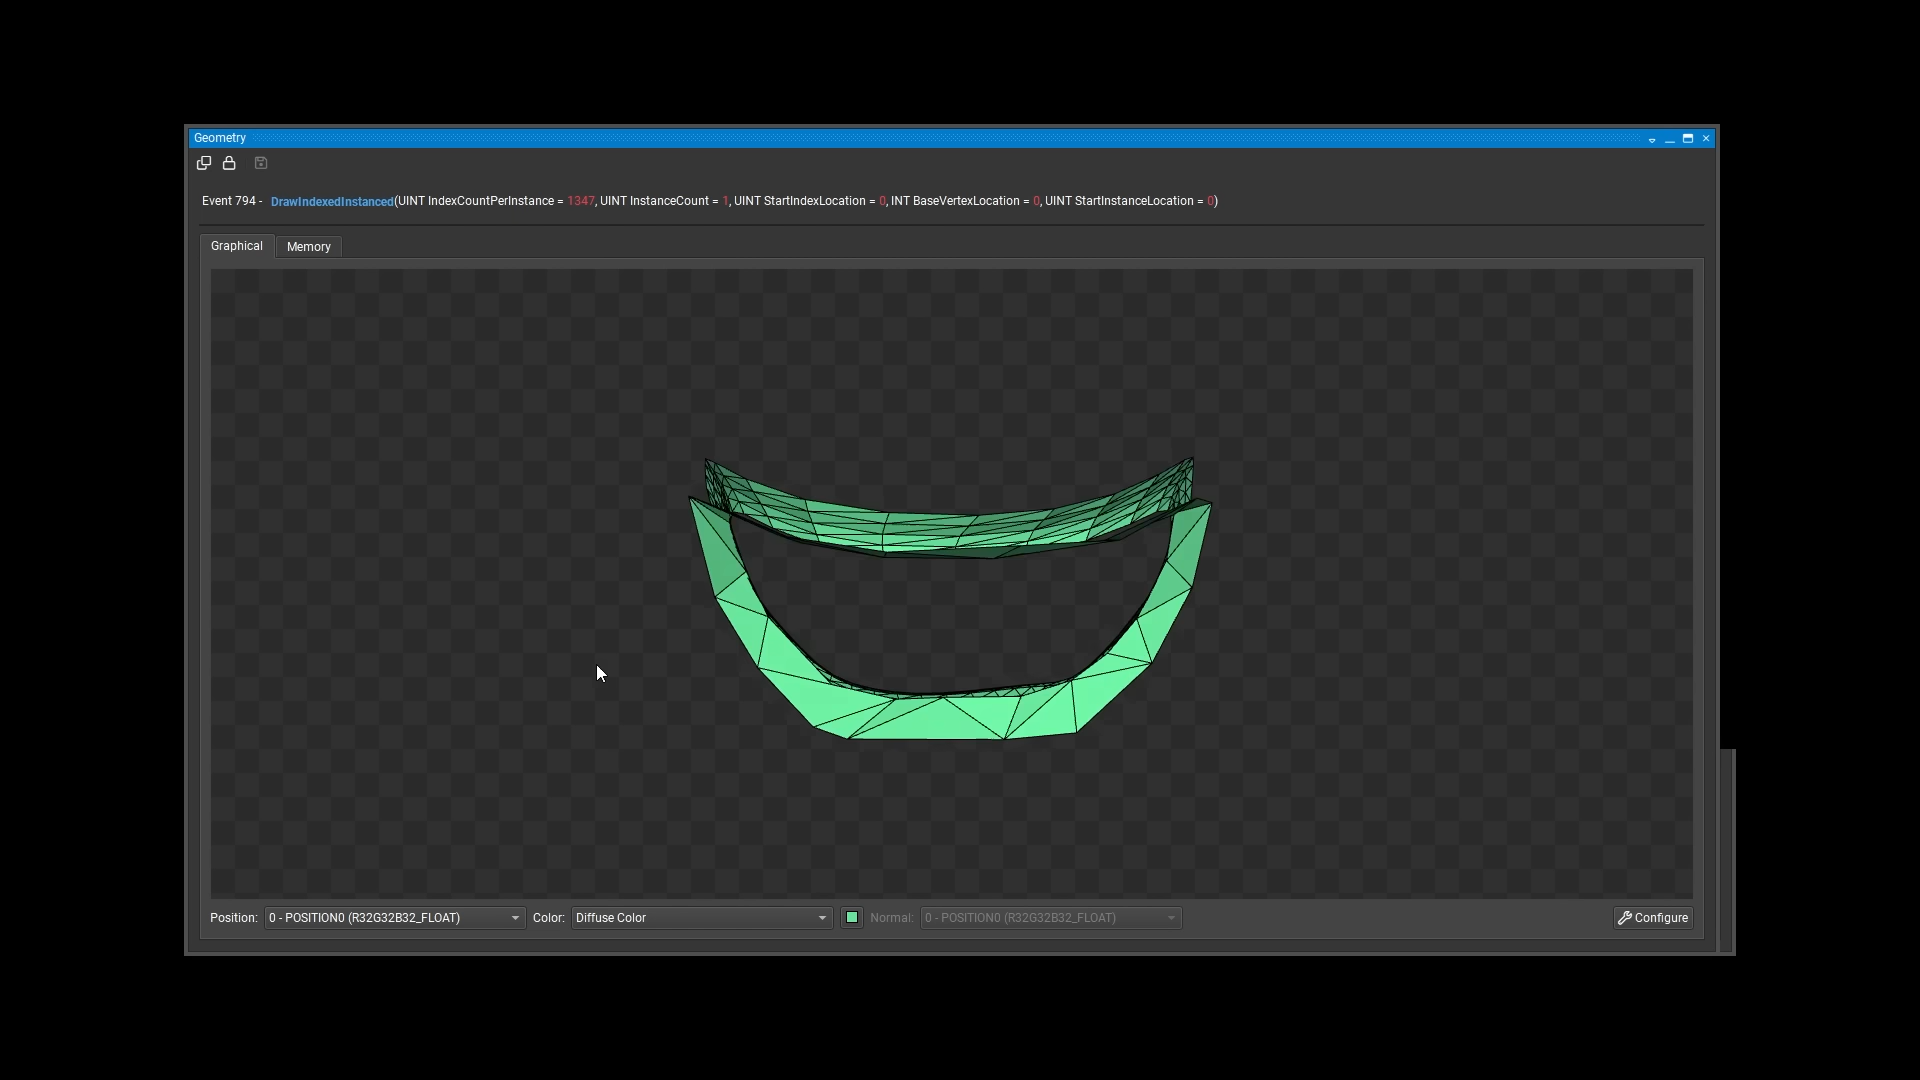 Geometry
Event 794 - DrawIndexedInstanced(UINT IndexCountPerInstance = 1347, UINT InstanceCount = 1, UINT StartIndexLocation = 0, INT BaseVertexLocation = 0, UINT StartInstanceLocation = 0)
Graphical Memory
Position: 0 - POSITION0 (R32G32B32_FLOAT) Color: Diffuse Color Normal: 0 - POSITION0 (R32G32B32_FLOAT) Configure